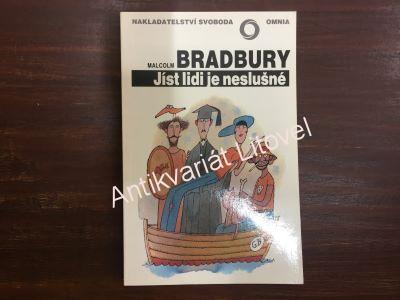 NAKLADATELSTVÍ SVOBODA OMNIA
MALCOLM BRADBURY
Jíst lidi je neslušné
Antikvariát Litovel
GB